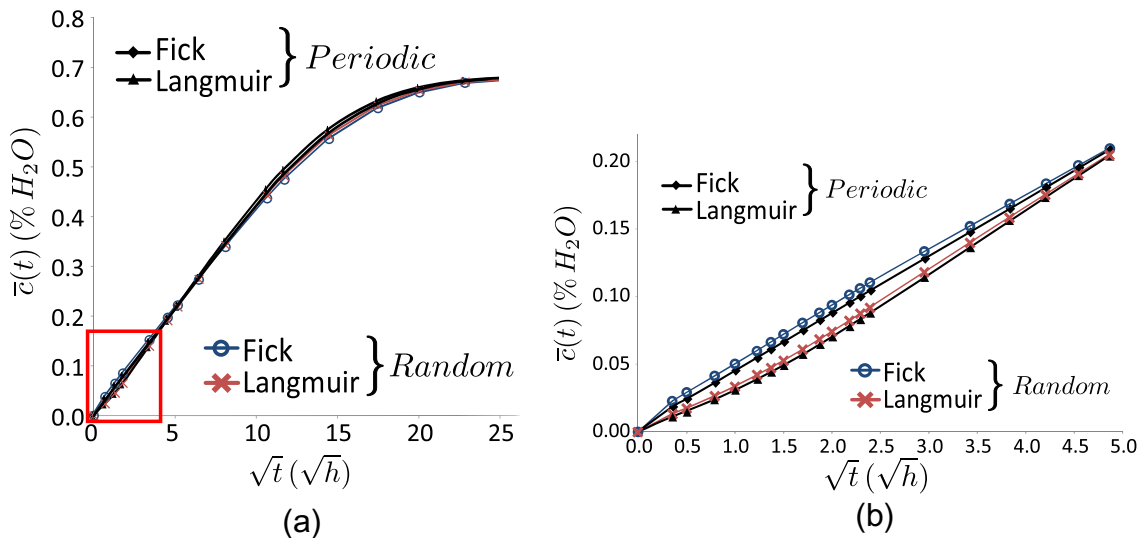 0.8
0.7
0.6
0.5
0.4
0.3
0.2
0.1
0.0
c̅(t) (% H₂O)
Fick
Langmuir
} Periodic
Fick
Langmuir
} Random
0 5 10 15 20 25
√t̅ (√h)
(a)
0.20
0.15
0.10
0.05
0.00
c̅(t) (% H₂O)
Fick
Langmuir
} Periodic
Fick
Langmuir
} Random
0.0 0.5 1.0 1.5 2.0 2.5 3.0 3.5 4.0 4.5 5.0
√t̅ (√h)
(b)